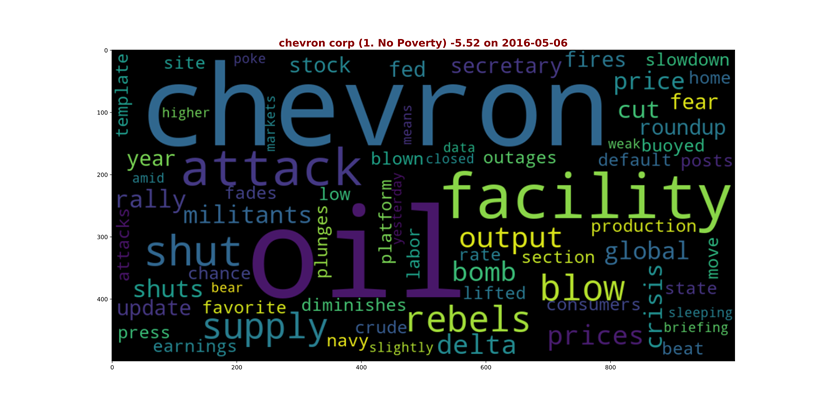 chevron corp (1. No Poverty) -5.52 on 2016-05-06
0
100
200
300
400
0
200
400
600
800
template
site
poke
stock
fed
secretary
fires
slowdown
price
home
chevron
higher
markets
means
cut
fear
roundup
year
attack
blown
closed
data
outages
weak
buoyed
default
posts
amid
rally
fades
low
militants
yesterday
platform
facility
attacks
shut
oil
plunges
labor
output
production
rate
section
global
move
chance
bomb
shuts
bear
lifted
blow
consumers
crisis
state
update
favorite
diminishes
supply
crude
rebels
sleeping
briefing
press
earnings
navy
slightly
delta
prices
beat